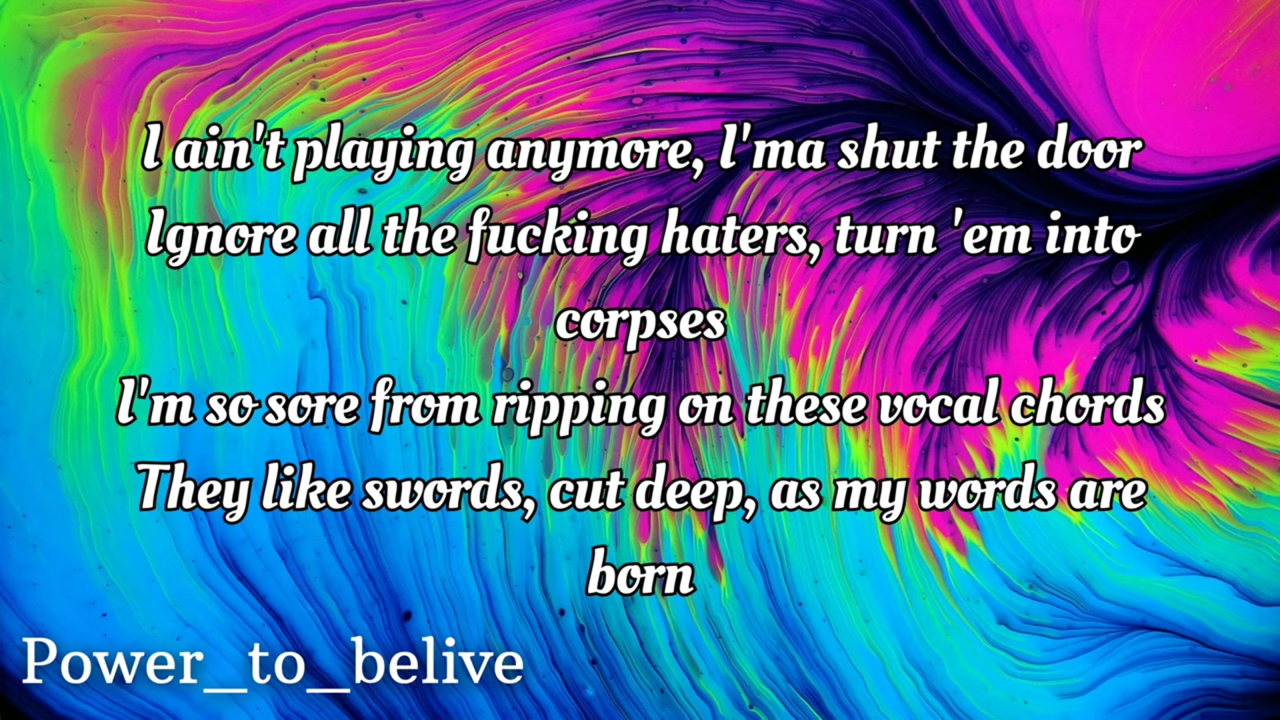 I ain't playing anymore, I'ma shut the door
Ignore all the fucking haters, turn 'em into
corpses
I'm so sore from ripping on these vocal chords
They like swords, cut deep, as my words are
born
Power_to_belive